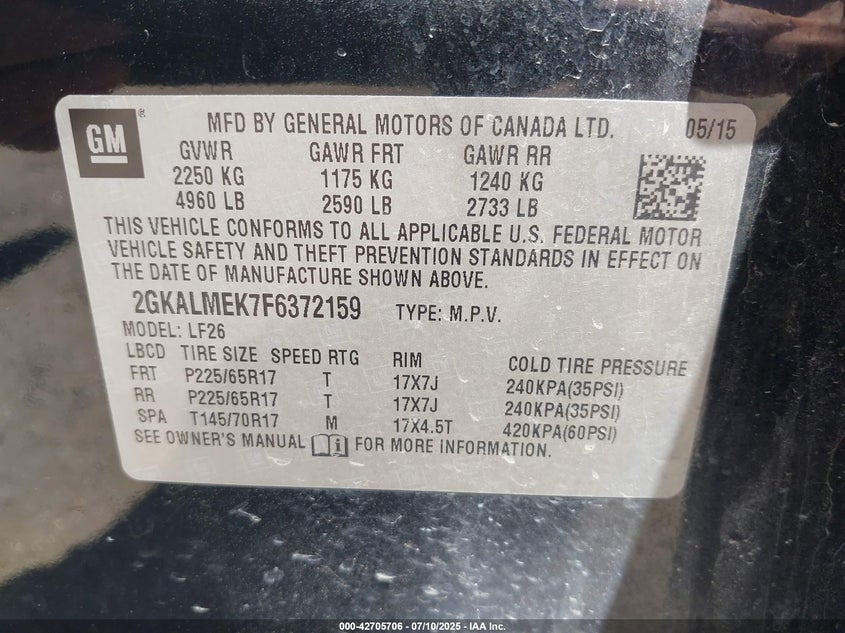 GM ® MFD BY GENERAL MOTORS OF CANADA LTD. 05/15
GVWR GAWR FRT GAWR RR
2250 KG 1175 KG 1240 KG
4960 LB 2590 LB 2733 LB
THIS VEHICLE CONFORMS TO ALL APPLICABLE U.S. FEDERAL MOTOR
VEHICLE SAFETY AND THEFT PREVENTION STANDARDS IN EFFECT ON
THE DATE OF MANUFACTURE SHOWN ABOVE.
2GKALMEK7F6372159 TYPE: M.P.V.
MODEL: LF26
LBCD TIRE SIZE SPEED RTG RIM COLD TIRE PRESSURE
FRT P225/65R17 T 17X7J 240KPA(35PSI)
RR P225/65R17 T 17X7J 240KPA(35PSI)
SPA T145/70R17 M 17X4.5T 420KPA(60PSI)
SEE OWNER'S MANUAL FOR MORE INFORMATION.
000-42705706 - 07/10/2025 - IAA Inc.